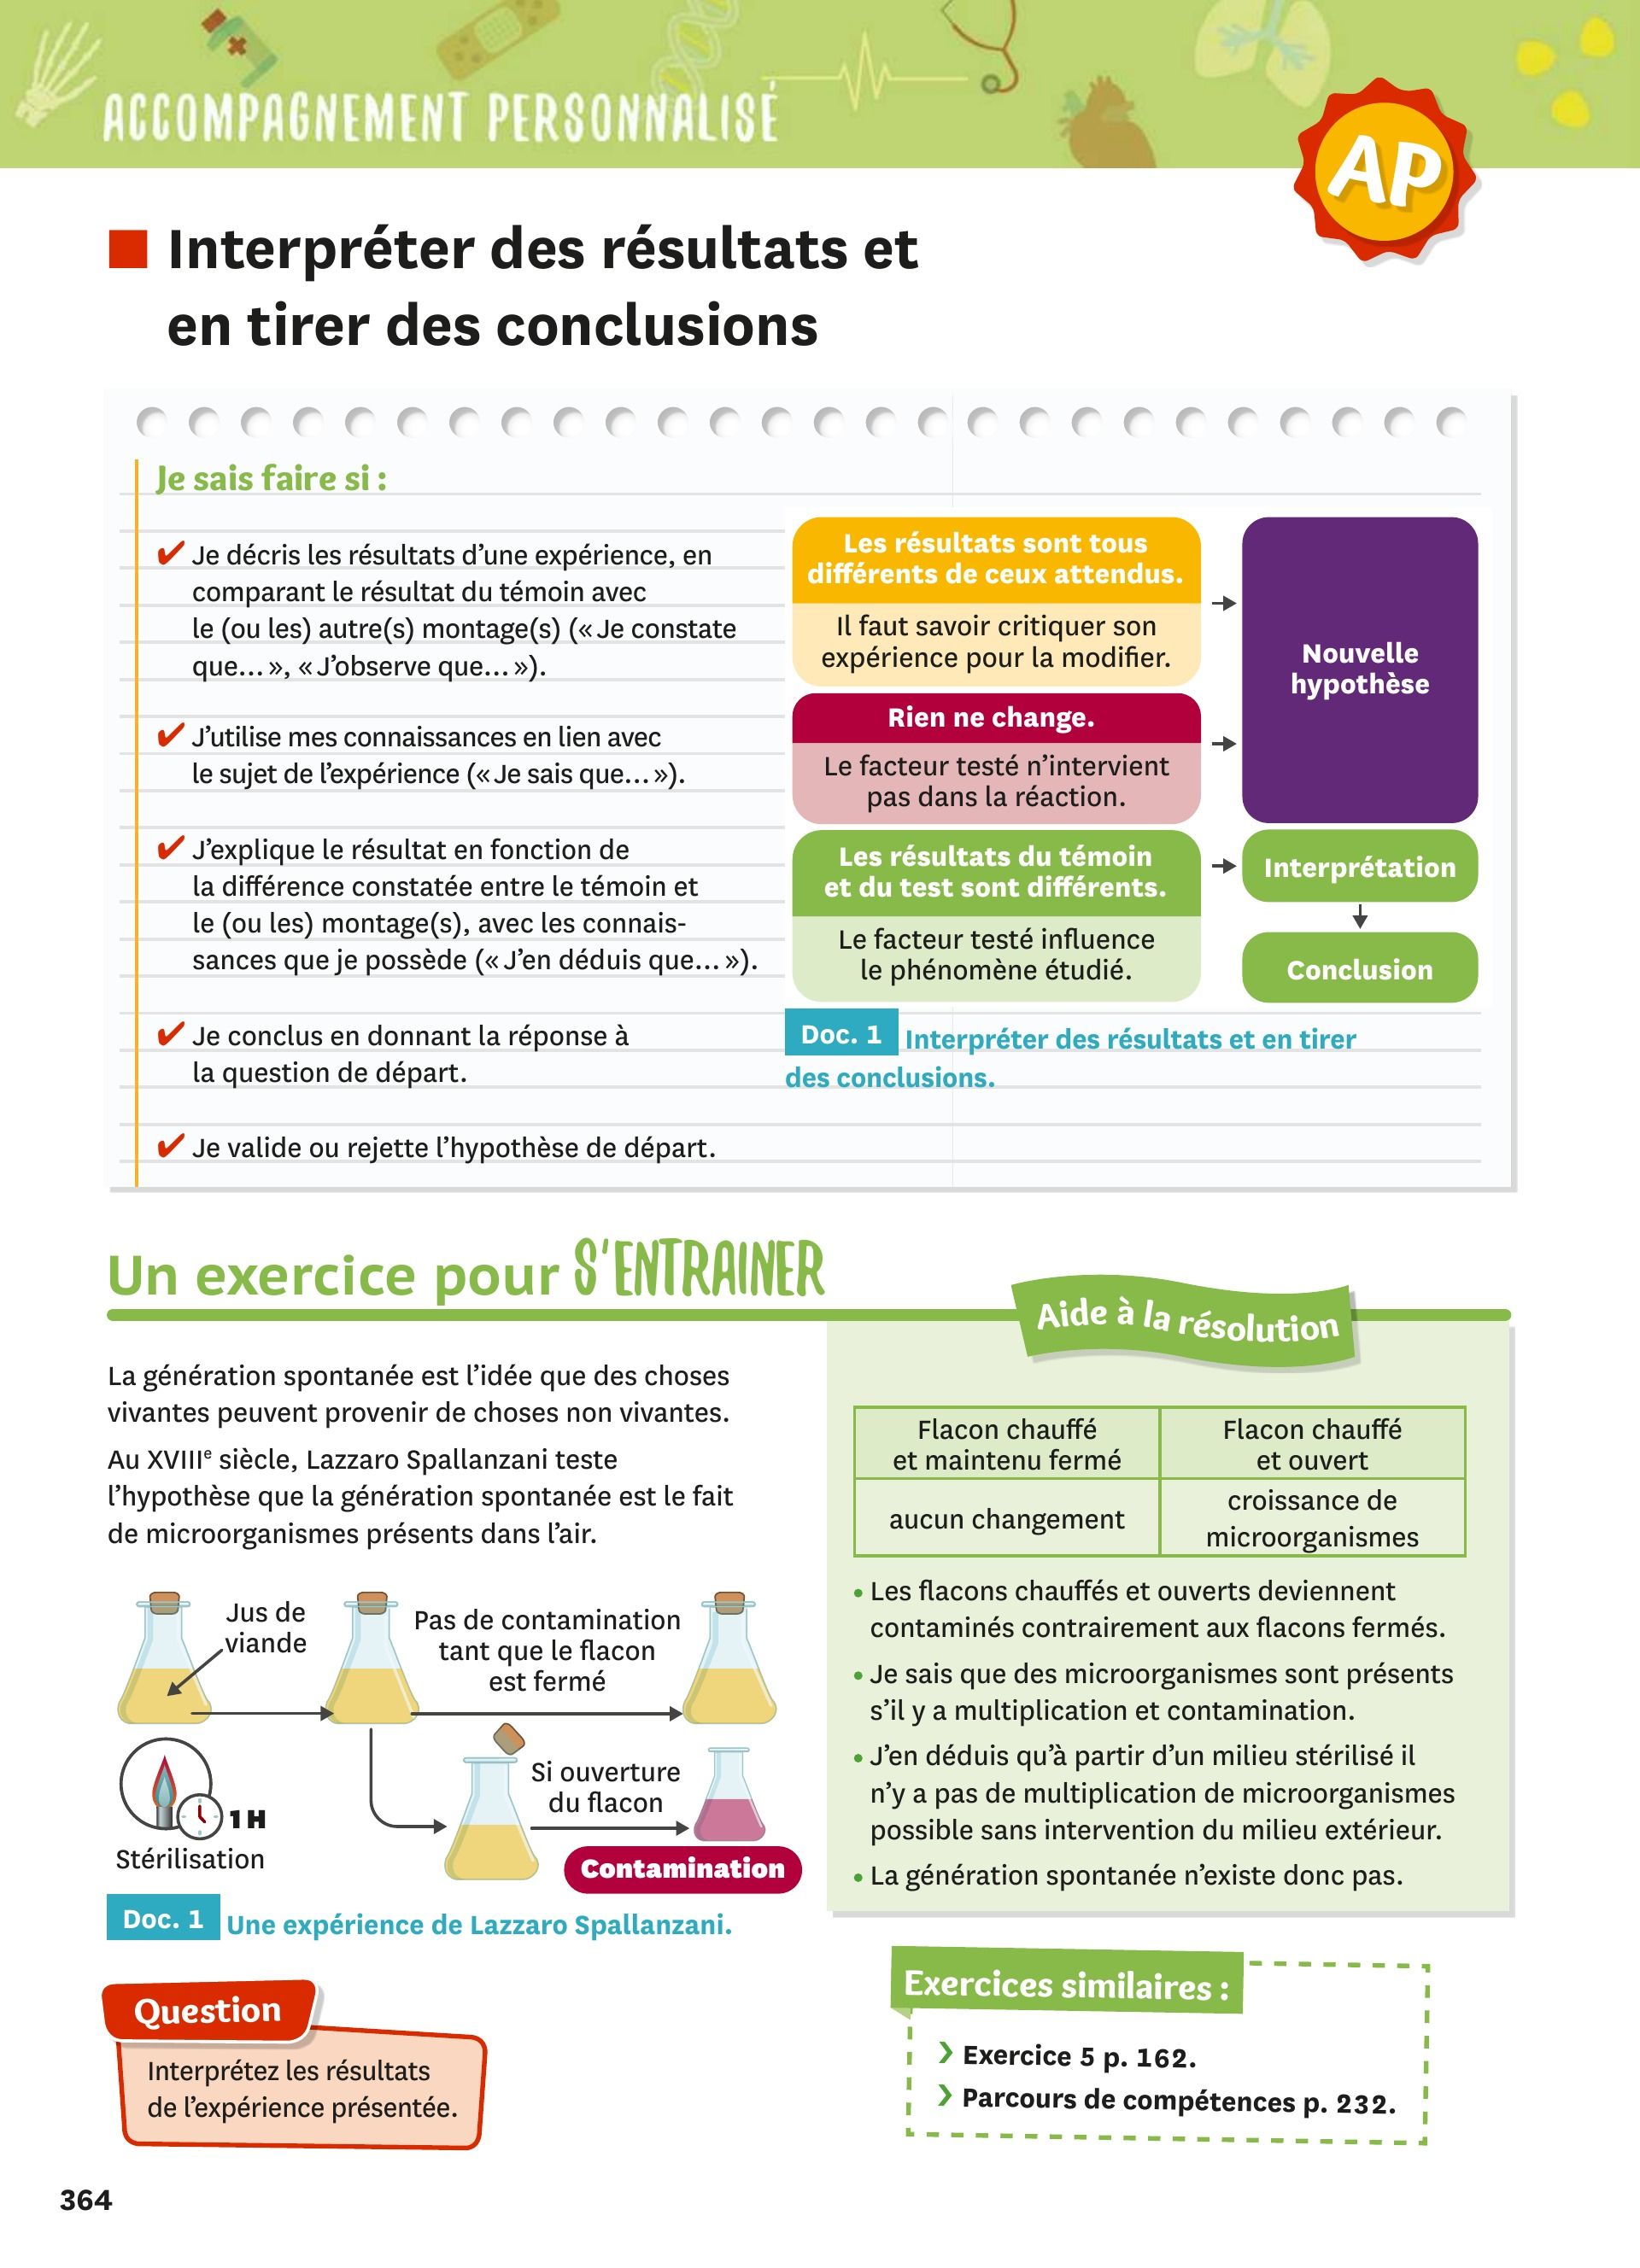 ACCOMPAGNEMENT PERSONNALISÉ
AP
Interpréter des résultats et
en tirer des conclusions
Je sais faire si :
✔ Je décris les résultats d’une expérience, en
comparant le résultat du témoin avec
le (ou les) autre(s) montage(s) (« Je constate
que… », « J’observe que… »).
✔ J’utilise mes connaissances en lien avec
le sujet de l’expérience (« Je sais que… »).
✔ J’explique le résultat en fonction de
la différence constatée entre le témoin et
le (ou les) montage(s), avec les connais-
sances que je possède (« J’en déduis que… »).
✔ Je conclus en donnant la réponse à
la question de départ.
✔ Je valide ou rejette l’hypothèse de départ.
Les résultats sont tous
différents de ceux attendus.
Il faut savoir critiquer son
expérience pour la modifier.
Rien ne change.
Le facteur testé n’intervient
pas dans la réaction.
Nouvelle
hypothèse
Les résultats du témoin
et du test sont différents.
Le facteur testé influence
le phénomène étudié.
Interprétation
Conclusion
Doc. 1 Interpréter des résultats et en tirer
des conclusions.
Un exercice pour S’ENTRAINER
La génération spontanée est l’idée que des choses
vivantes peuvent provenir de choses non vivantes.
Au XVIIIe siècle, Lazzaro Spallanzani teste
l’hypothèse que la génération spontanée est le fait
de microorganismes présents dans l’air.
Jus de
viande
Pas de contamination
tant que le flacon
est fermé
1H
Stérilisation
Si ouverture
du flacon
Contamination
Doc. 1 Une expérience de Lazzaro Spallanzani.
Question
Interprétez les résultats
de l’expérience présentée.
Aide à la résolution
Flacon chauffé
et maintenu fermé
Flacon chauffé
et ouvert
aucun changement
croissance de
microorganismes
• Les flacons chauffés et ouverts deviennent
contaminés contrairement aux flacons fermés.
• Je sais que des microorganismes sont présents
s’il y a multiplication et contamination.
• J’en déduis qu’à partir d’un milieu stérilisé il
n’y a pas de multiplication de microorganismes
possible sans intervention du milieu extérieur.
• La génération spontanée n’existe donc pas.
Exercices similaires :
❯ Exercice 5 p. 162.
❯ Parcours de compétences p. 232.
364